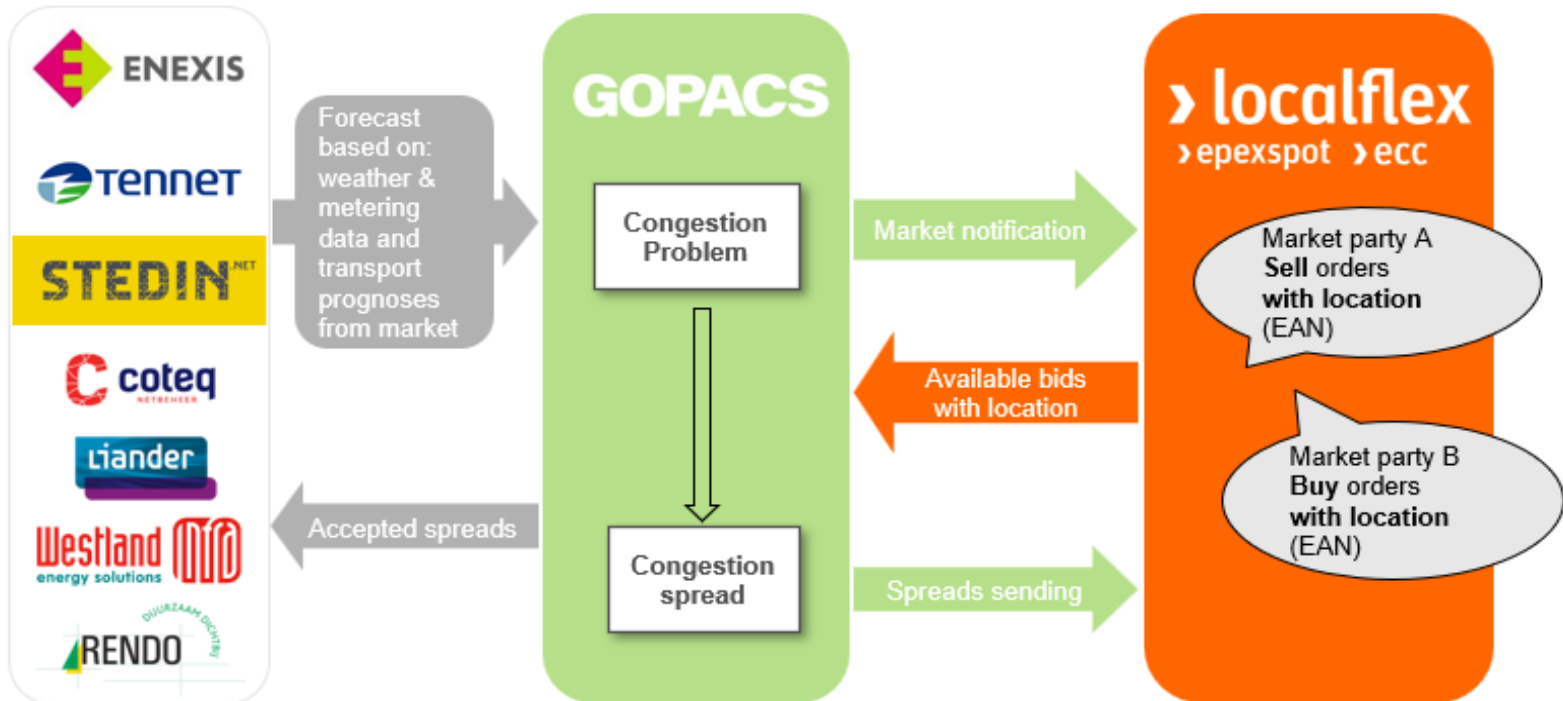 ENEXIS
TENNET
STEDIN.NET
coteq
NETBEHEER
Liander
Westland
energy solutions
DUURZAAM DICHTBIJ
RENDO
Forecast
based on:
weather &
metering
data and
transport
prognoses
from market
Accepted spreads
GOPACS
Congestion
Problem
Congestion
spread
Market notification
Available bids
with location
Spreads sending
localflex
epexspot ecc
Market party A
Sell orders
with location
(EAN)
Market party B
Buy orders
with location
(EAN)